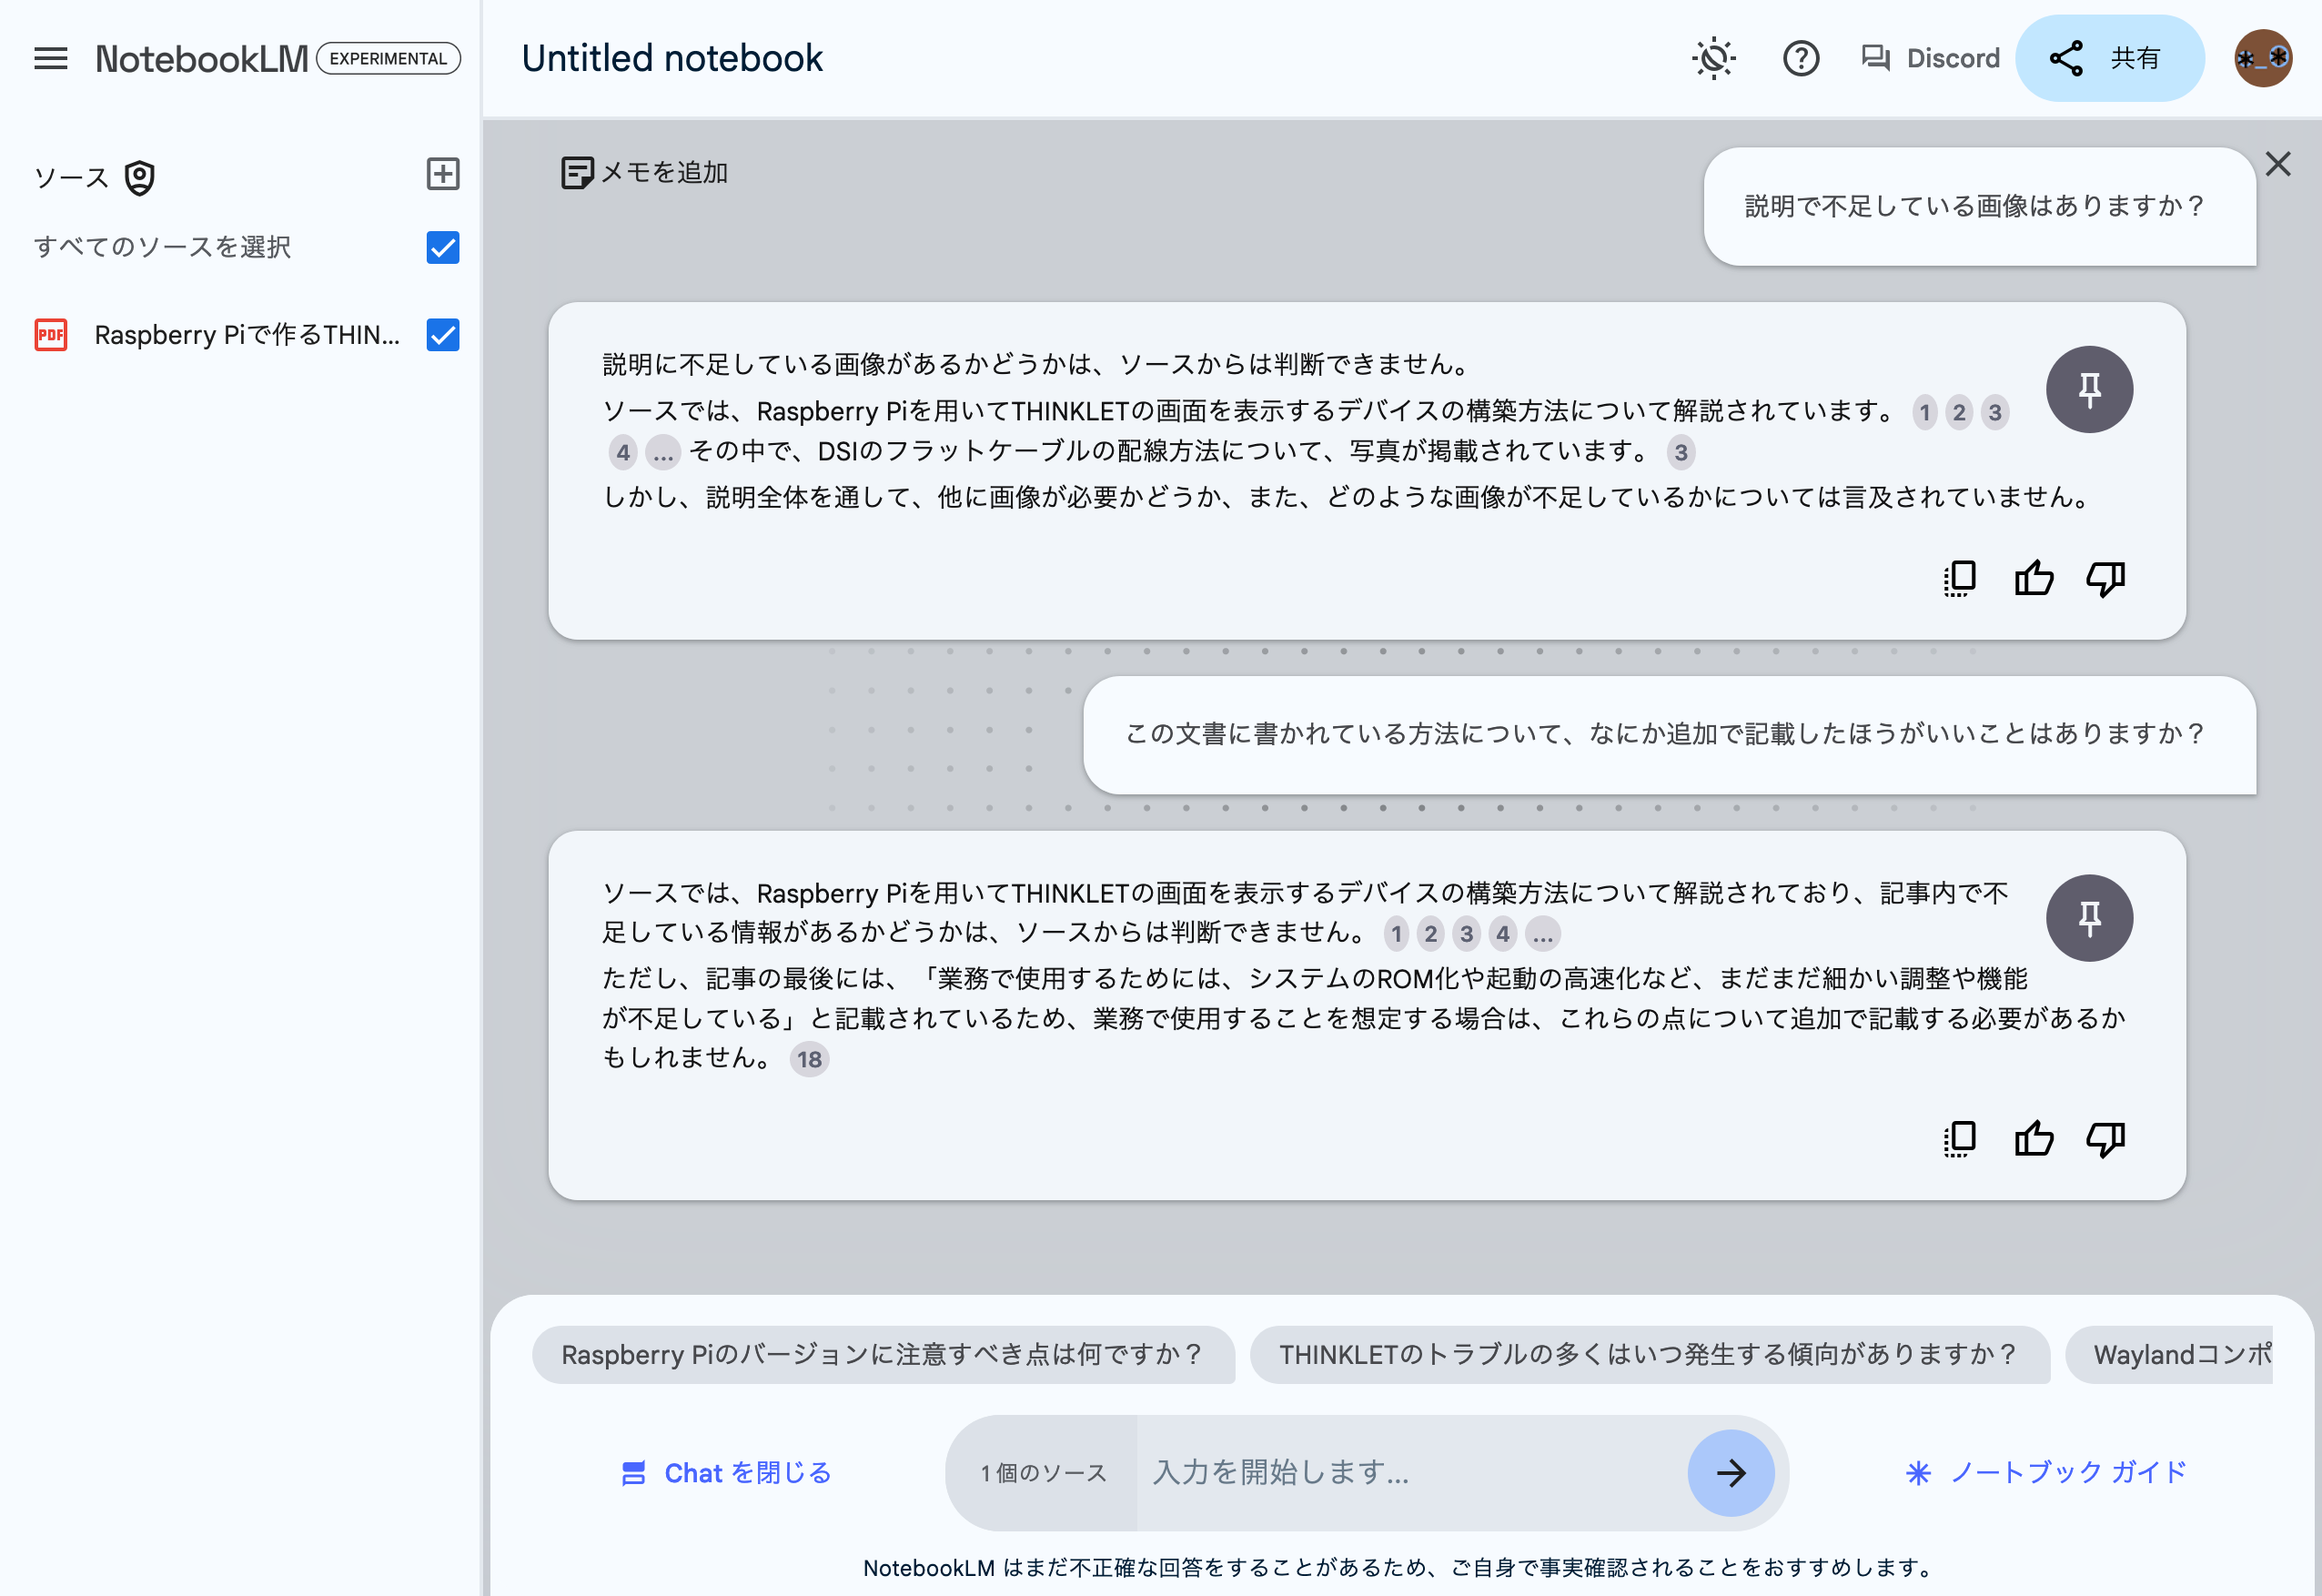 NotebookLM EXPERIMENTAL
ソース
すべてのソースを選択
PDF Raspberry Piで作るTHIN...
Untitled notebook
Discord
共有
メモを追加
説明で不足している画像はありますか？
説明に不足している画像があるかどうかは、ソースからは判断できません。
ソースでは、Raspberry Piを用いてTHINKLETの画面を表示するデバイスの構築方法について解説されています。 1 2 3
4 ... その中で、DSIのフラットケーブルの配線方法について、写真が掲載されています。 3
しかし、説明全体を通して、他に画像が必要かどうか、また、どのような画像が不足しているかについては言及されていません。
この文書に書かれている方法について、なにか追加で記載したほうがいいことはありますか？
ソースでは、Raspberry Piを用いてTHINKLETの画面を表示するデバイスの構築方法について解説されており、記事内で不
足している情報があるかどうかは、ソースからは判断できません。 1 2 3 4 ...
ただし、記事の最後には、「業務で使用するためには、システムのROM化や起動の高速化など、まだまだ細かい調整や機能
が不足している」と記載されているため、業務で使用することを想定する場合は、これらの点について追加で記載する必要があるか
もしれません。 18
Raspberry Piのバージョンに注意すべき点は何ですか？
THINKLETのトラブルの多くはいつ発生する傾向がありますか？
Waylandコンポ
Chat を閉じる
1 個のソース
入力を開始します...
ノートブック ガイド
NotebookLM はまだ不正確な回答をすることがあるため、ご自身で事実確認されることをおすすめします。